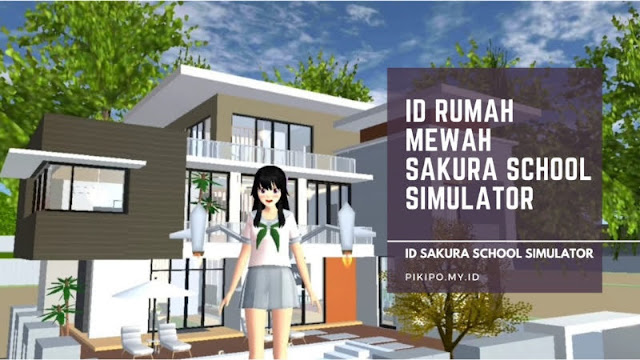 ID RUMAH
MEWAH
SAKURA SCHOOL
SIMULATOR
ID SAKURA SCHOOL SIMULATOR
PIKIPO.MY.ID